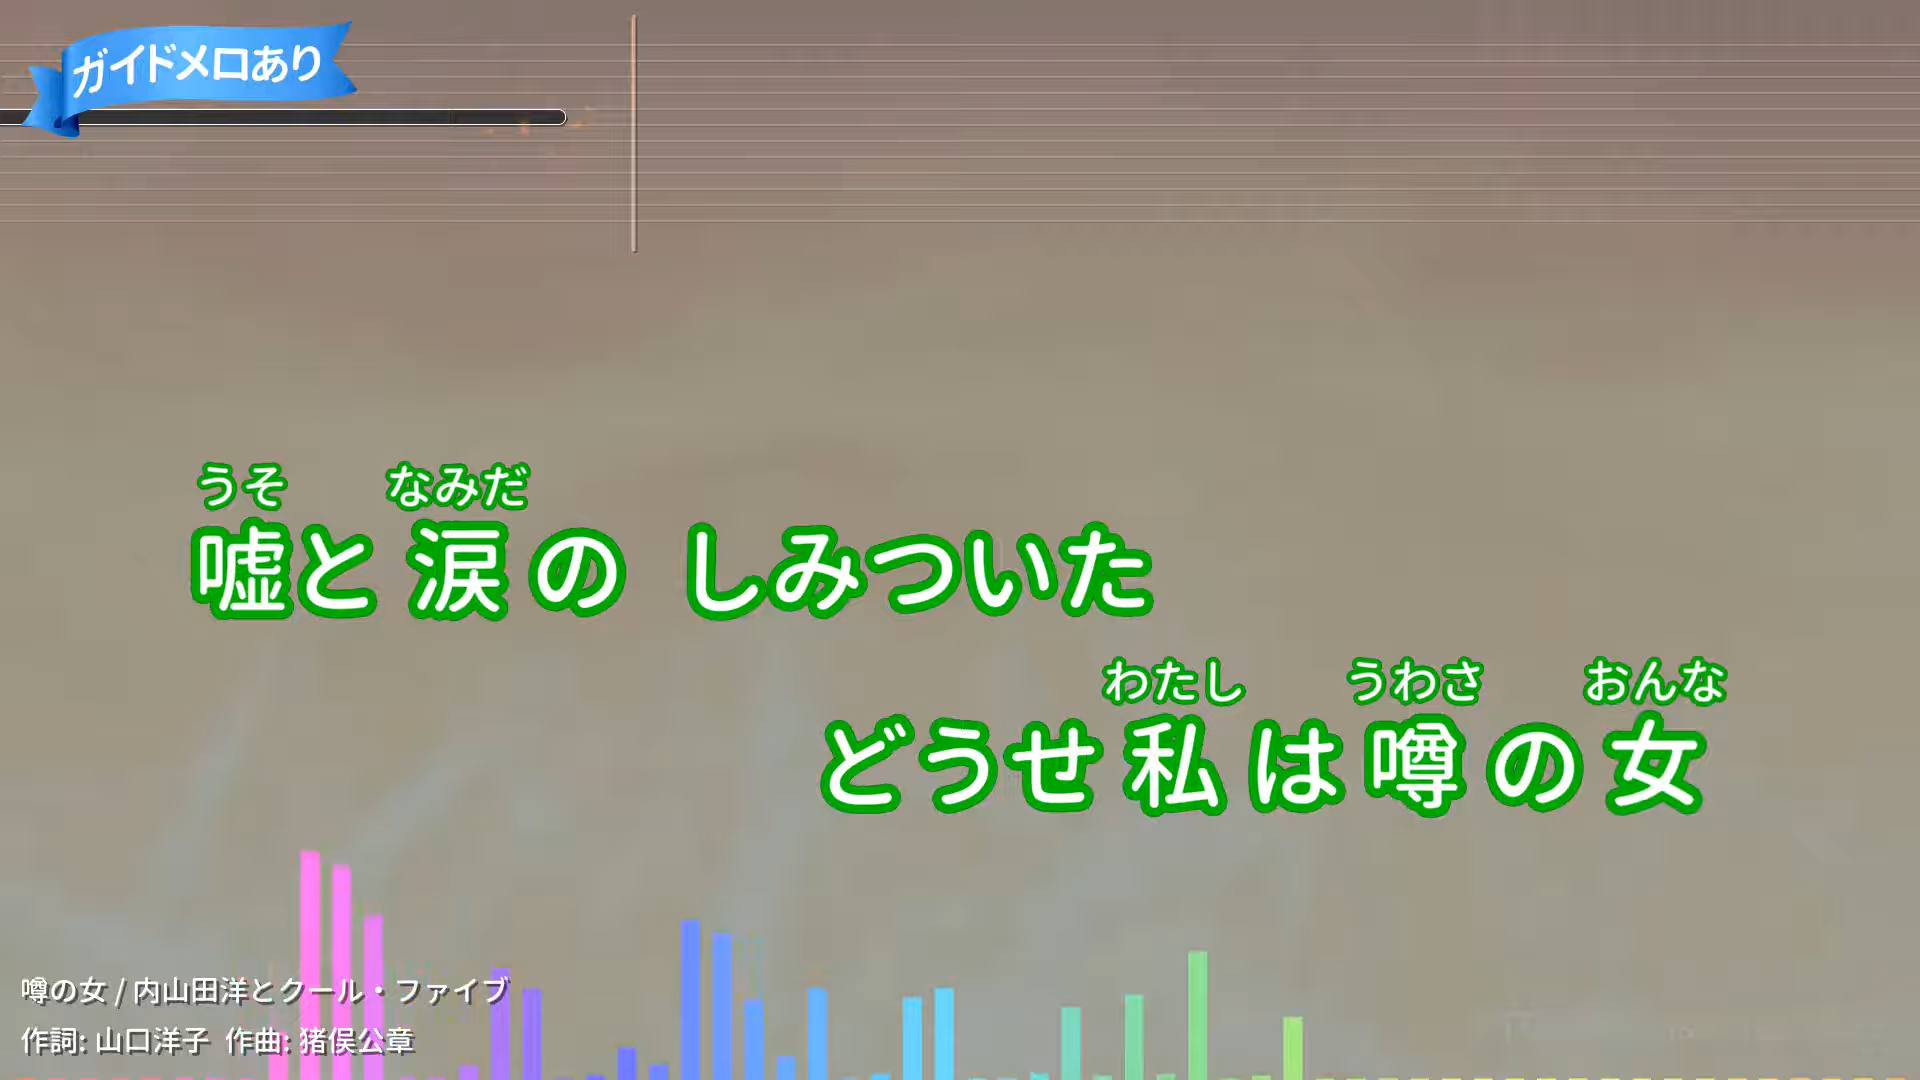 ガイドメロあり
うそ なみだ
嘘と涙の しみついた
わたし うわさ おんな
どうせ私は噂の女
噂の女 / 内山田洋とクール・ファイブ
作詞: 山口洋子 作曲: 猪俣公章